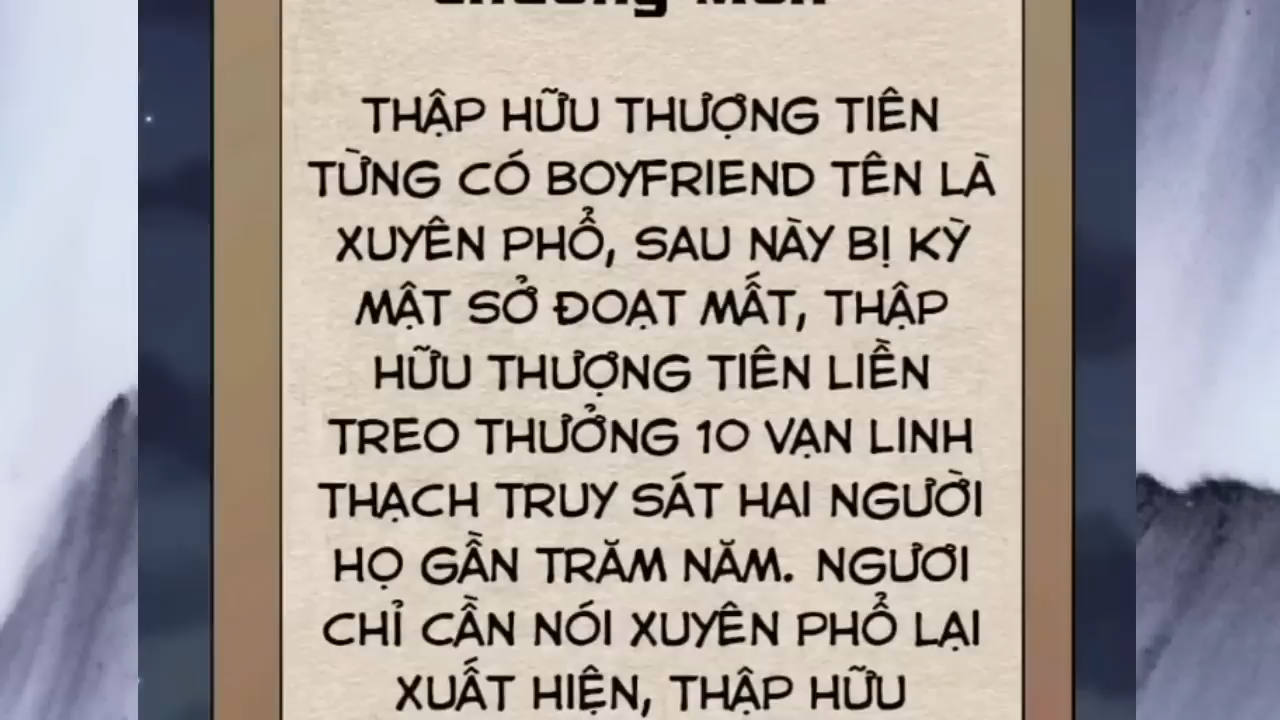 THẬP HỮU THƯỢNG TIÊN
TỪNG CÓ BOYFRIEND TÊN LÀ
XUYÊN PHỔ, SAU NÀY BỊ KỲ
MẬT SỞ ĐOẠT MẤT, THẬP
HỮU THƯỢNG TIÊN LIỀN
TREO THƯỞNG 10 VẠN LINH
THẠCH TRUY SÁT HAI NGƯỜI
HỌ GẦN TRĂM NĂM. NGƯƠI
CHỈ CẦN NÓI XUYÊN PHỔ LẠI
XUẤT HIỆN, THẬP HỮU